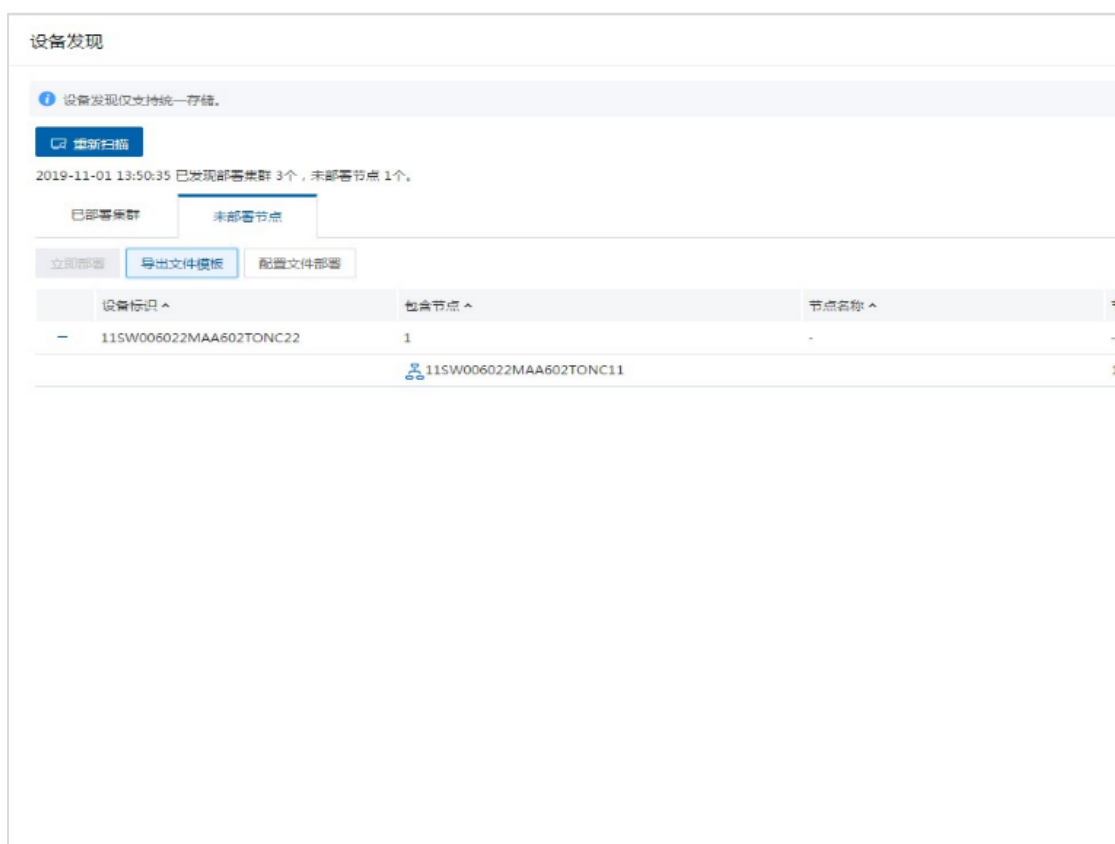 设备发现
设备发现仅支持统一存储。
重新扫描
2019-11-01 13:50:35 已发现部署集群 3个，未部署节点 1个。
已部署集群 未部署节点
立即部署 导出文件模板 配置文件部署
设备标识 包含节点 节点名称
11SW006022MAA602TONC22 1 - -
11SW006022MAA602TONC11